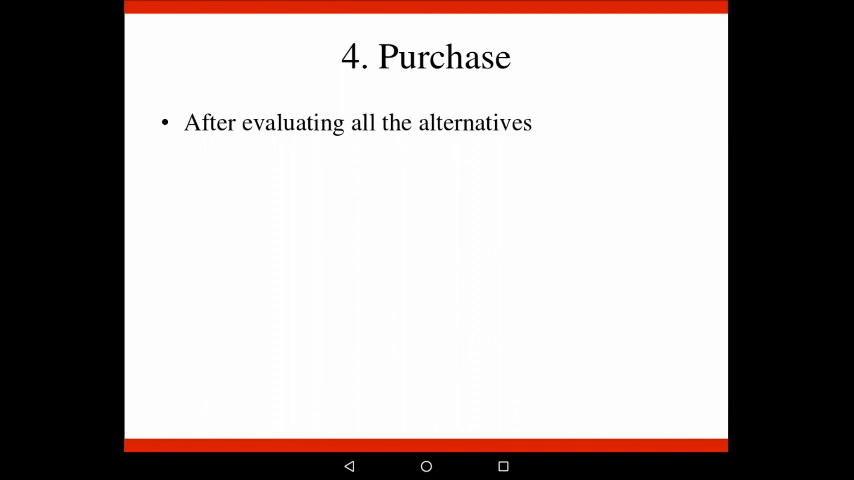 4. Purchase
• After evaluating all the alternatives